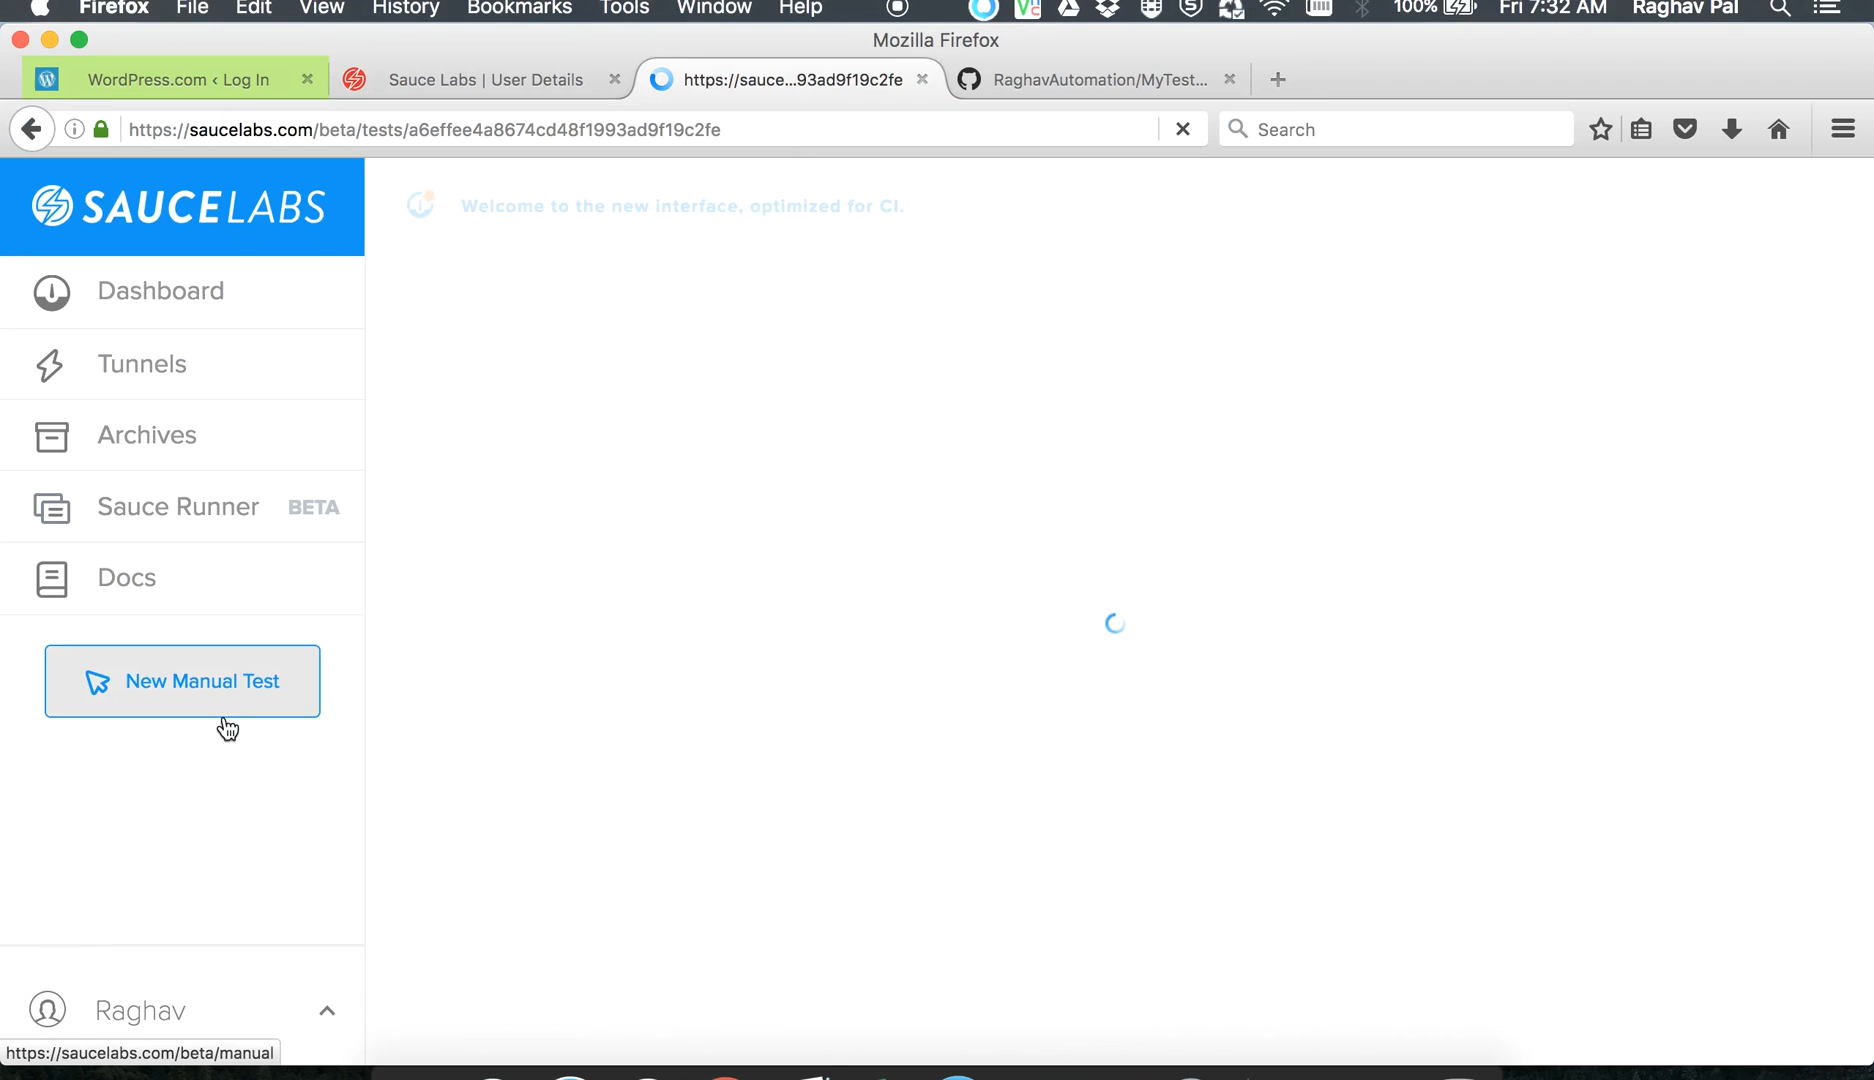 Firefox File Edit View History Bookmarks Tools Window Help 100% Fri 7:32 AM Raghav Pal
Mozilla Firefox
WordPress.com ‹ Log In
Sauce Labs | User Details
https://sauce...93ad9f19c2fe
RaghavAutomation/MyTest...
https://saucelabs.com/beta/tests/a6effee4a8674cd48f1993ad9f19c2fe
Search
SAUCELABS
Welcome to the new interface, optimized for CI.
Dashboard
Tunnels
Archives
Sauce Runner BETA
Docs
New Manual Test
Raghav
https://saucelabs.com/beta/manual